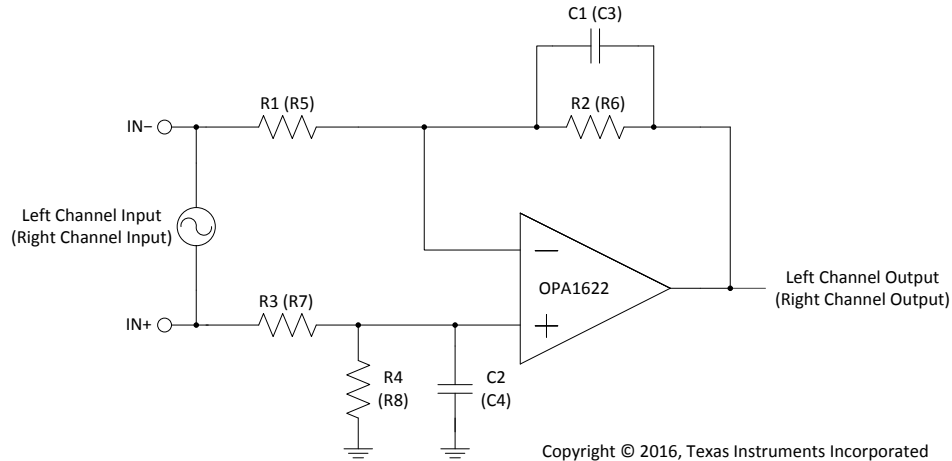 C1 (C3)
R1 (R5)
R2 (R6)
IN−
Left Channel Input
(Right Channel Input)
−
OPA1622
+
Left Channel Output
(Right Channel Output)
IN+
R3 (R7)
R4
(R8)
C2
(C4)
Copyright © 2016, Texas Instruments Incorporated